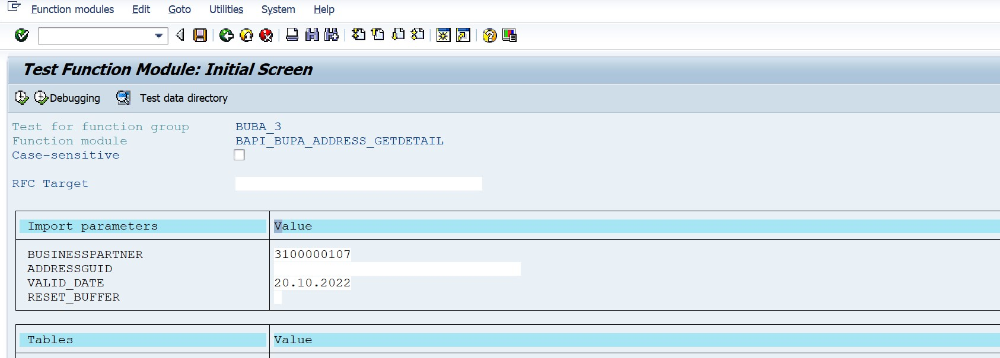 Function modules Edit Goto Utilities System Help
Test Function Module: Initial Screen
Debugging Test data directory
Test for function group BUBA_3
Function module BAPI_BUPA_ADDRESS_GETDETAIL
Case-sensitive
RFC Target
Import parameters Value
BUSINESSPARTNER 3100000107
ADDRESSGUID
VALID_DATE 20.10.2022
RESET_BUFFER
Tables Value